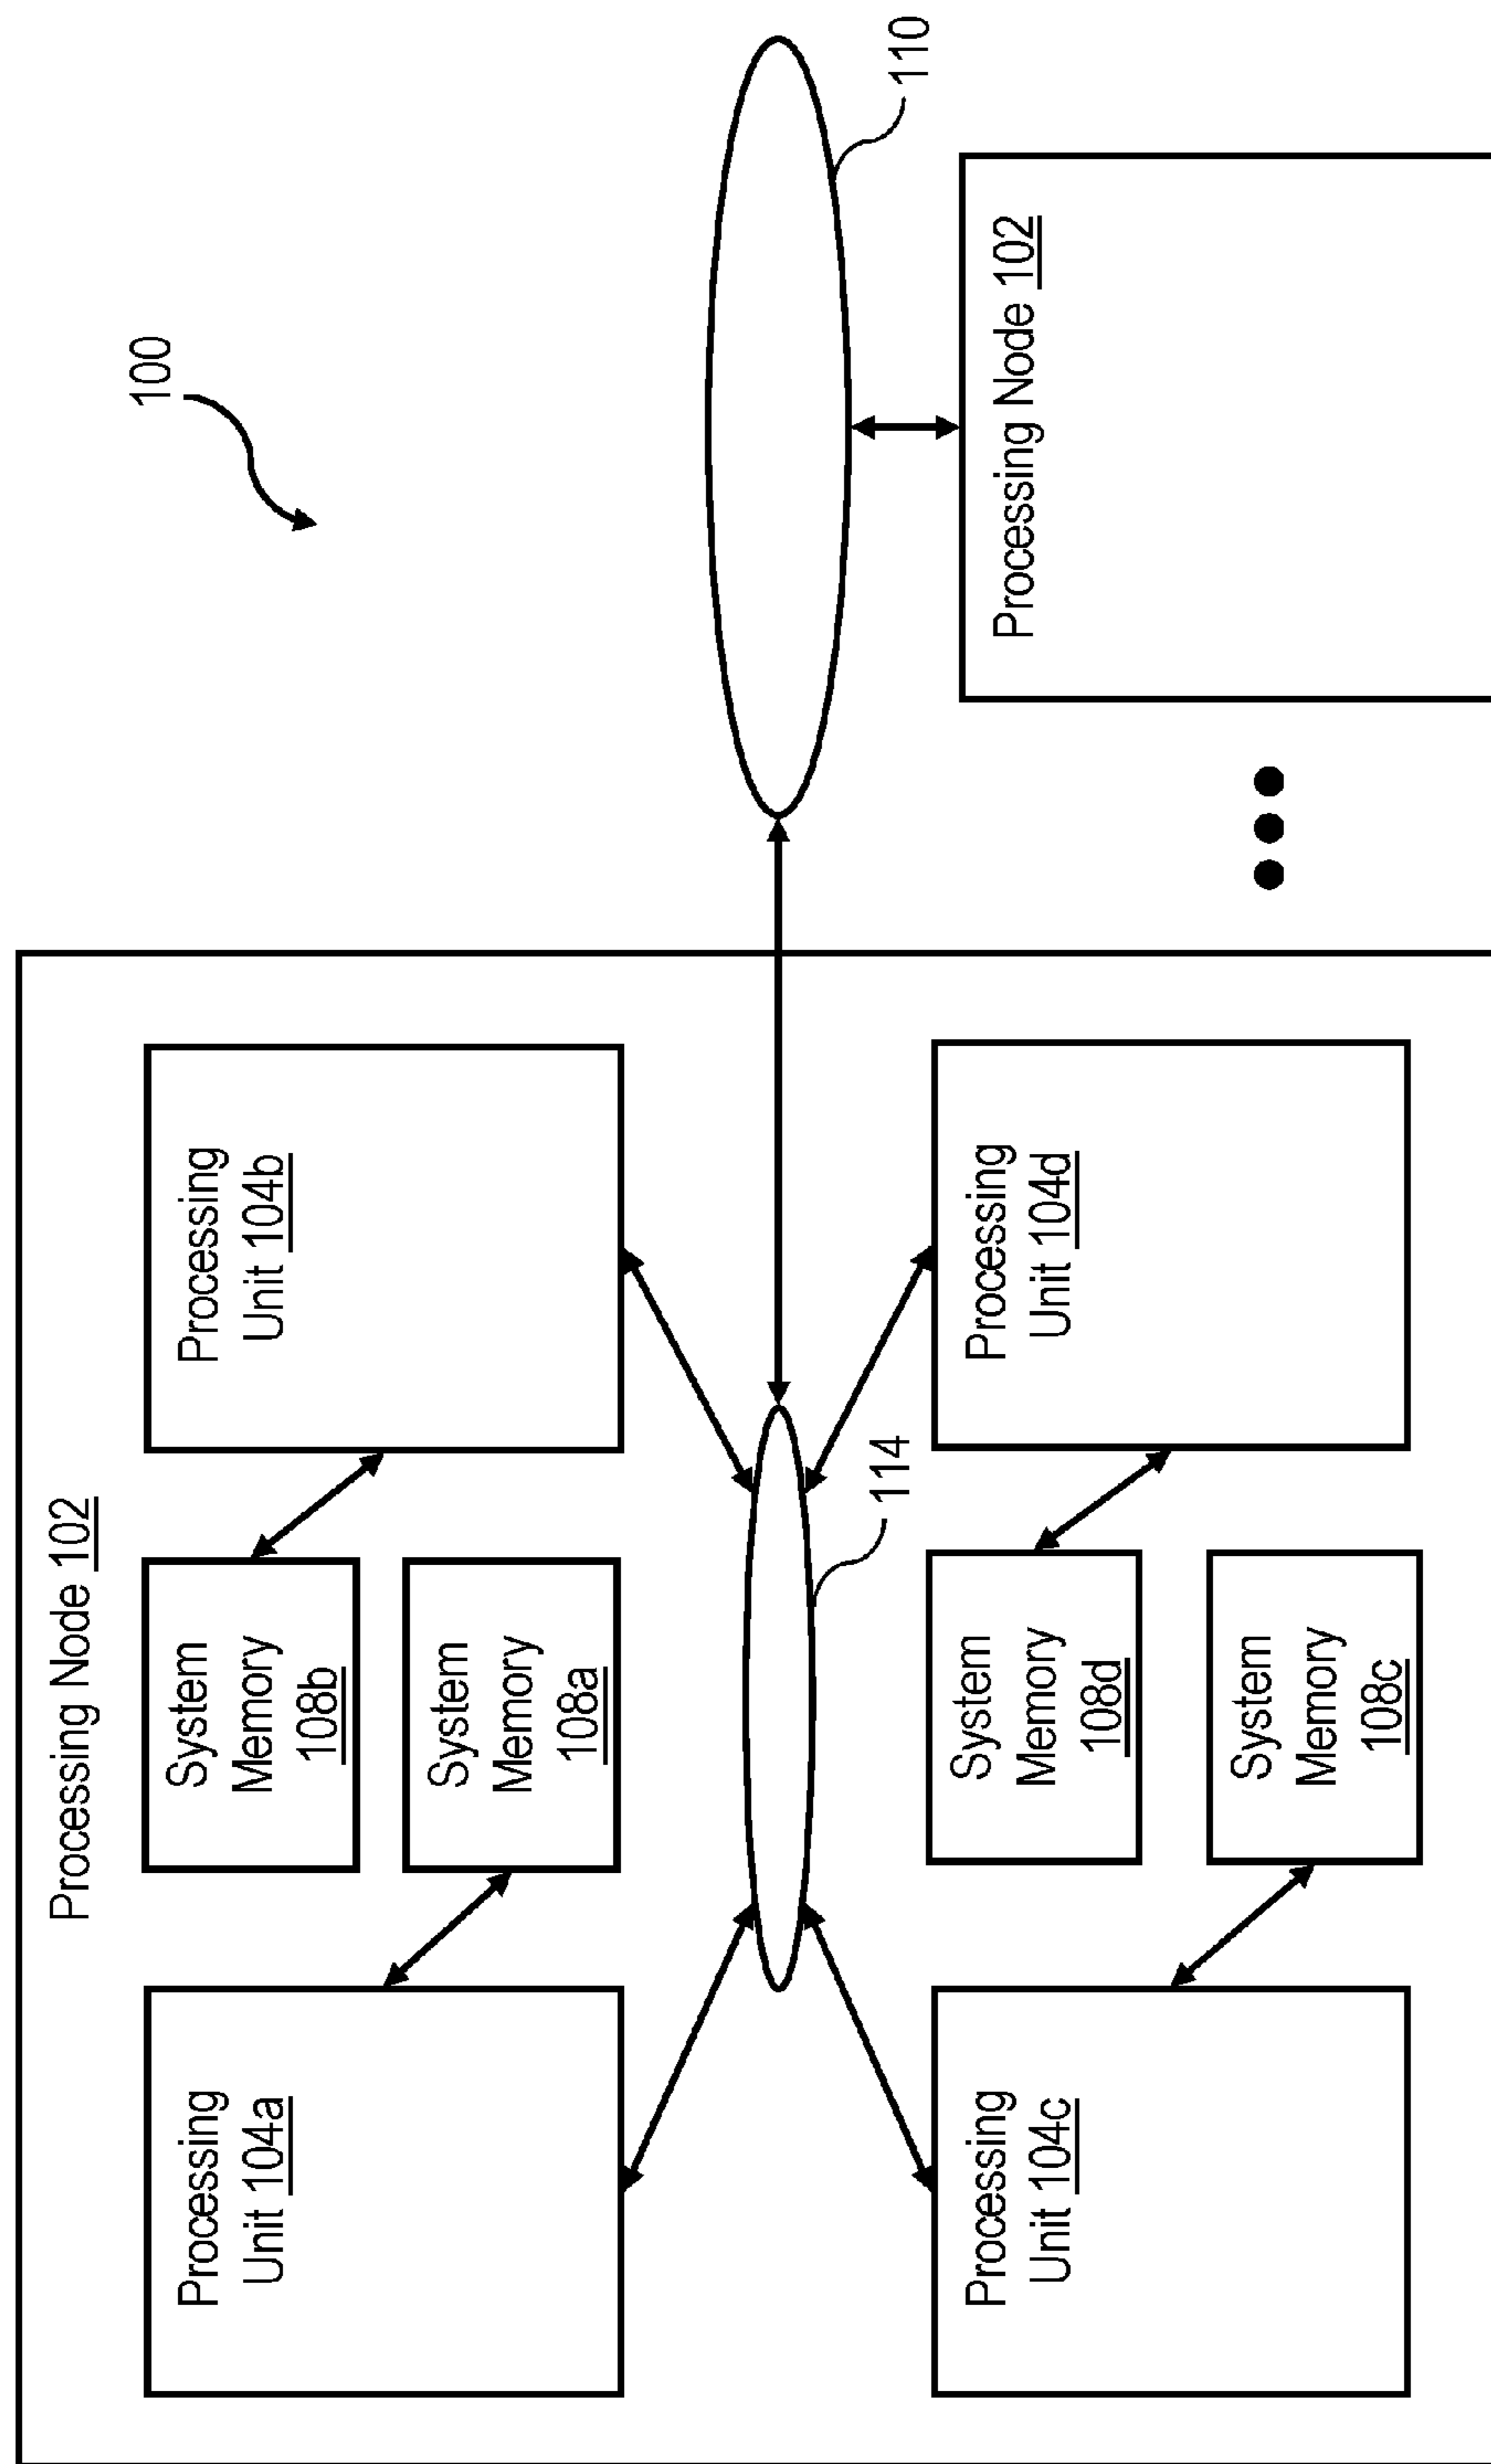 100
Processing Node 102
Processing
Unit 104a
System
Memory
108b
System
Memory
108a
Processing
Unit 104b
114
110
Processing
Unit 104c
System
Memory
108d
System
Memory
108c
Processing
Unit 104d
Processing Node 102